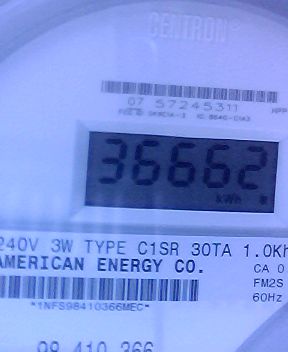 CENTRON
07 57245311
36662
kWh
240V 3W TYPE C1SR 30TA 1.0Kh
AMERICAN ENERGY CO.
CA 0
FM2S
60Hz
*1NFS98410366MEC*
98 410 366